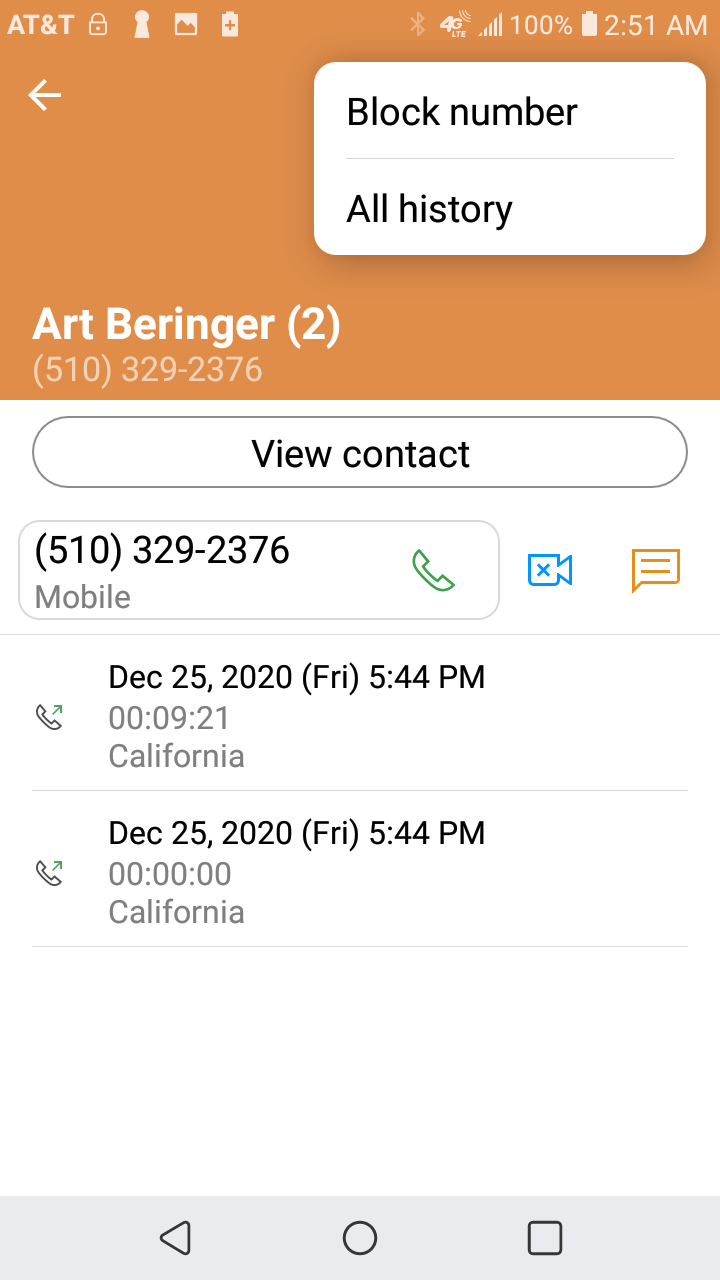 AT&T 4G LTE 100% 2:51 AM
Block number
All history
Art Beringer (2)
(510) 329-2376
View contact
(510) 329-2376
Mobile
Dec 25, 2020 (Fri) 5:44 PM
00:09:21
California
Dec 25, 2020 (Fri) 5:44 PM
00:00:00
California